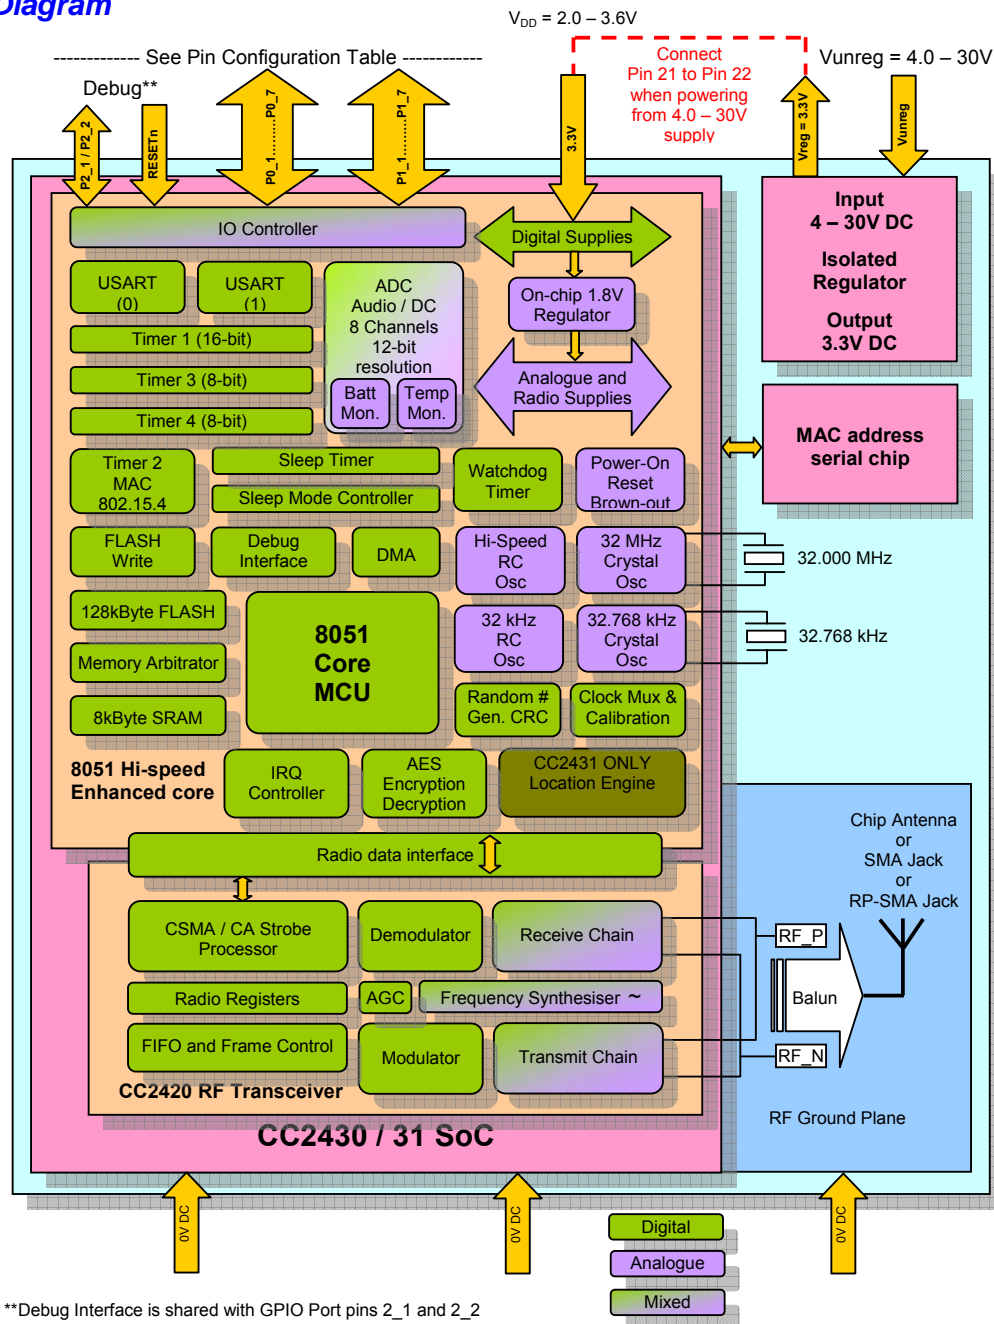 Diagram
V_DD = 2.0 – 3.6V
------------- See Pin Configuration Table ------------
Connect
Pin 21 to Pin 22
when powering
from 4.0 – 30V
supply
Vunreg = 4.0 – 30V
Debug**
P2_1 / P2_2
RESETn
P0_1.........P0_7
P1_1.........P1_7
3.3V
Vreg = 3.3V
Vunreg
IO Controller
Digital Supplies
Input
4 – 30V DC
Isolated
Regulator
Output
3.3V DC
USART
(0)
USART
(1)
ADC
Audio / DC
8 Channels
12-bit
resolution
Batt
Mon.
Temp
Mon.
On-chip 1.8V
Regulator
Timer 1 (16-bit)
Timer 3 (8-bit)
Timer 4 (8-bit)
Analogue and
Radio Supplies
MAC address
serial chip
Timer 2
MAC
802.15.4
Sleep Timer
Sleep Mode Controller
Watchdog
Timer
Power-On
Reset
Brown-out
FLASH
Write
Debug
Interface
DMA
Hi-Speed
RC
Osc
32 MHz
Crystal
Osc
32.000 MHz
128kByte FLASH
Memory Arbitrator
8kByte SRAM
8051
Core
MCU
32 kHz
RC
Osc
32.768 kHz
Crystal
Osc
32.768 kHz
Random #
Gen. CRC
Clock Mux &
Calibration
8051 Hi-speed
Enhanced core
IRQ
Controller
AES
Encryption
Decryption
CC2431 ONLY
Location Engine
Radio data interface
Chip Antenna
or
SMA Jack
or
RP-SMA Jack
CSMA / CA Strobe
Processor
Demodulator
Receive Chain
RF_P
Radio Registers
AGC
Frequency Synthesiser ~
Balun
FIFO and Frame Control
Modulator
Transmit Chain
RF_N
CC2420 RF Transceiver
RF Ground Plane
CC2430 / 31 SoC
0V DC
0V DC
0V DC
Digital
Analogue
Mixed
**Debug Interface is shared with GPIO Port pins 2_1 and 2_2